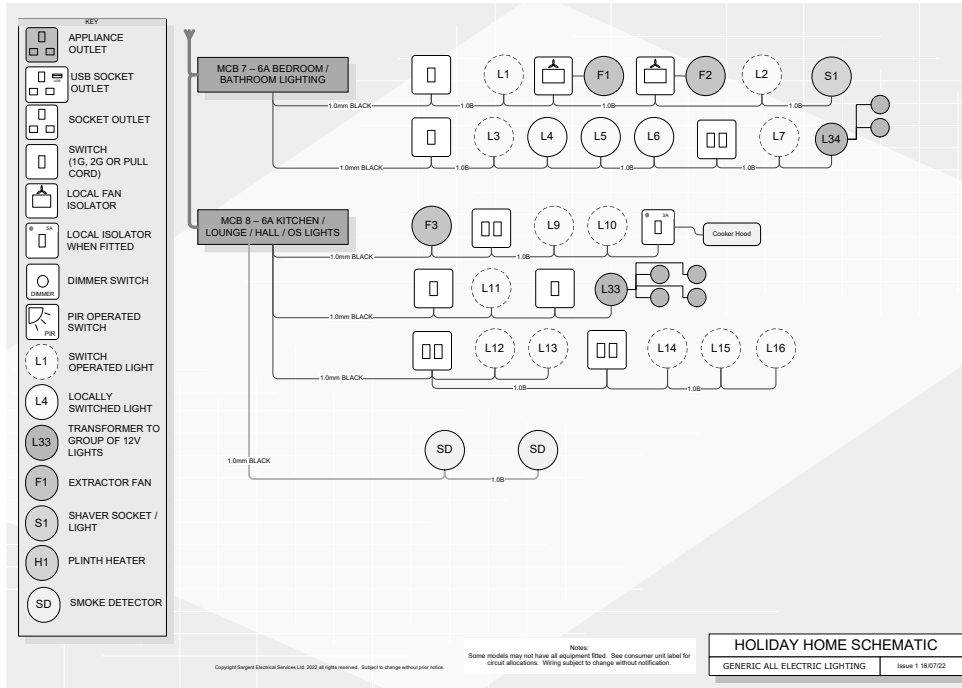 KEY
APPLIANCE
OUTLET
USB SOCKET
OUTLET
SOCKET OUTLET
SWITCH
(1G, 2G OR PULL
CORD)
LOCAL FAN
ISOLATOR
5A
LOCAL ISOLATOR
WHEN FITTED
DIMMER
DIMMER SWITCH
PIR
PIR OPERATED
SWITCH
L1
SWITCH
OPERATED LIGHT
L4
LOCALLY
SWITCHED LIGHT
L33
TRANSFORMER TO
GROUP OF 12V
LIGHTS
F1
EXTRACTOR FAN
S1
SHAVER SOCKET /
LIGHT
H1
PLINTH HEATER
SD
SMOKE DETECTOR
MCB 7 – 6A BEDROOM /
BATHROOM LIGHTING
L1
F1
F2
L2
S1
1.0mm BLACK
1.0B
1.0B
1.0B
L3
L4
L5
L6
L7
L34
1.0mm BLACK
1.0B
1.0B
1.0B
MCB 8 – 6A KITCHEN /
LOUNGE / HALL / OS LIGHTS
F3
L9
L10
3A
Cooker Hood
1.0mm BLACK
1.0B
L11
L33
1.0mm BLACK
L12
L13
L14
L15
L16
1.0mm BLACK
1.0B
1.0B
SD
SD
1.0mm BLACK
1.0B
Notes:
Some models may not have all equipment fitted. See consumer unit label for
circuit allocations. Wiring subject to change without notification.
Copyright Sargent Electrical Services Ltd. 2022 all rights reserved. Subject to change without prior notice.
HOLIDAY HOME SCHEMATIC
GENERIC ALL ELECTRIC LIGHTING
Issue 1 18/07/22